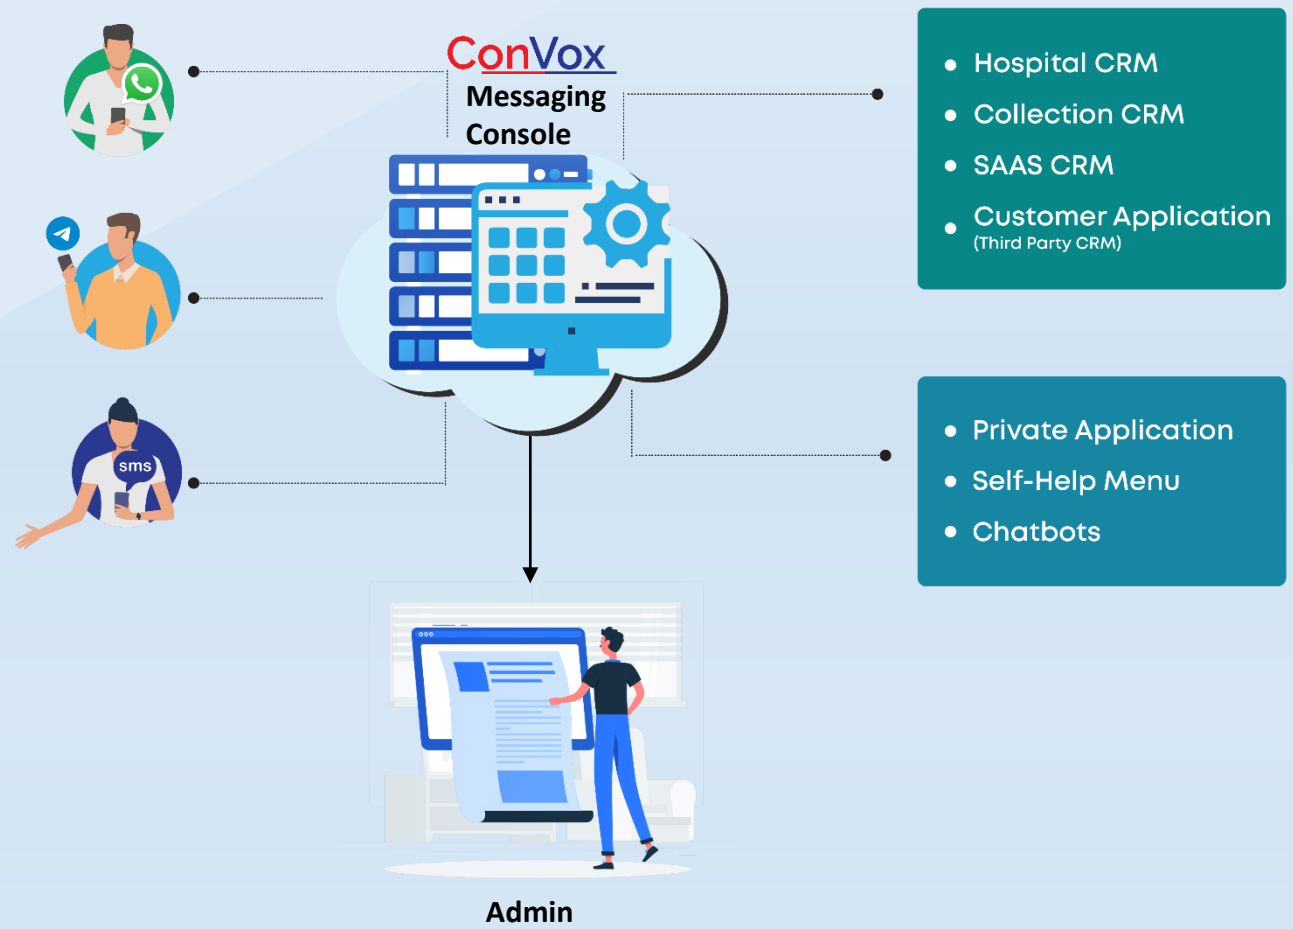 ConVox
Messaging
Console
sms
Hospital CRM
Collection CRM
SAAS CRM
Customer Application
(Third Party CRM)
Private Application
Self-Help Menu
Chatbots
Admin